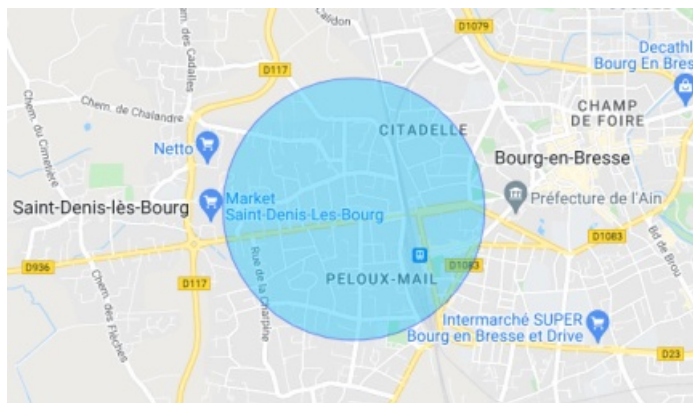 Calidon
D1079
Decathl
Bourg En Bres
D117
Chem. des Cadalles
Chem. de Chalandre
Chem. du Cimetière
CHAMP
DE FOIRE
CITADELLE
Netto
Bourg-en-Bresse
Préfecture de l'Ain
Market
Saint-Denis Les-Bourg
Saint-Denis-lès-Bourg
D1083
Bd de Brou
D936
D117
Rue de la Charpine
Chem. des Flèches
PELOUX-MAIL
D1083
Intermarché SUPER
Bourg en Bresse et Drive
D23